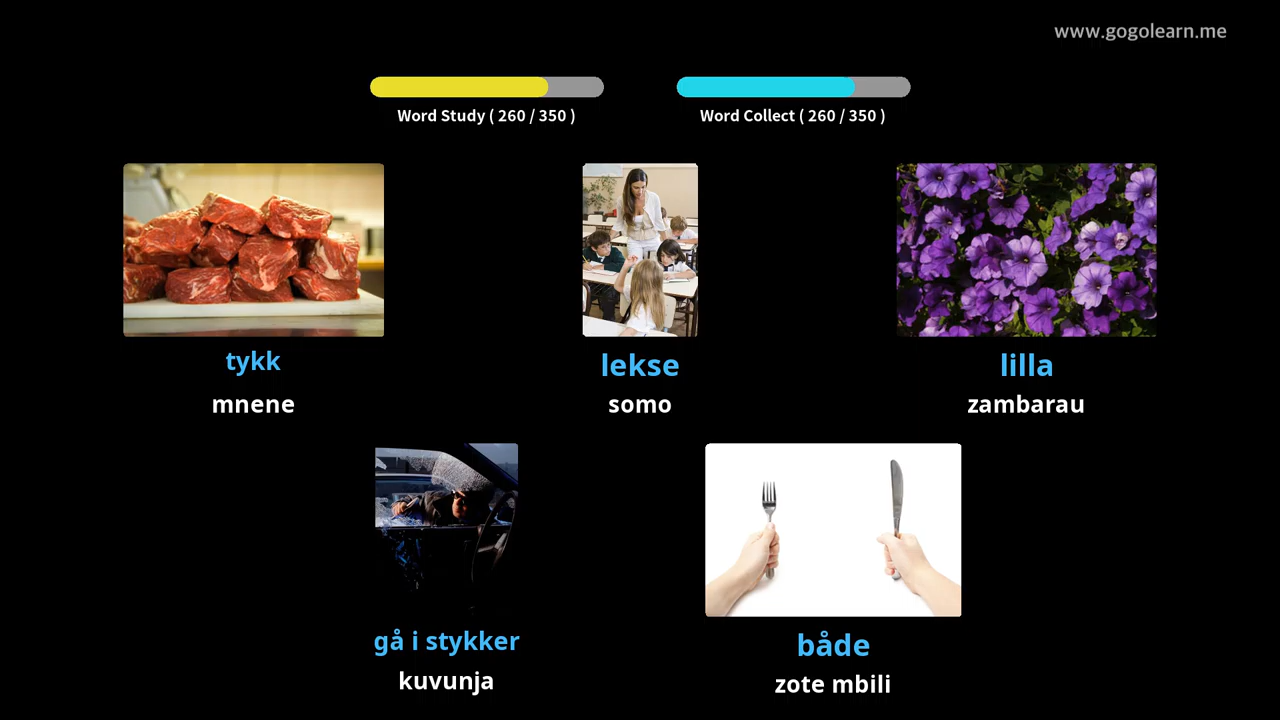 www.gogolearn.me
Word Study ( 260 / 350 )
Word Collect ( 260 / 350 )
tykk
mnene
lekse
somo
lilla
zambarau
gå i stykker
kuvunja
både
zote mbili